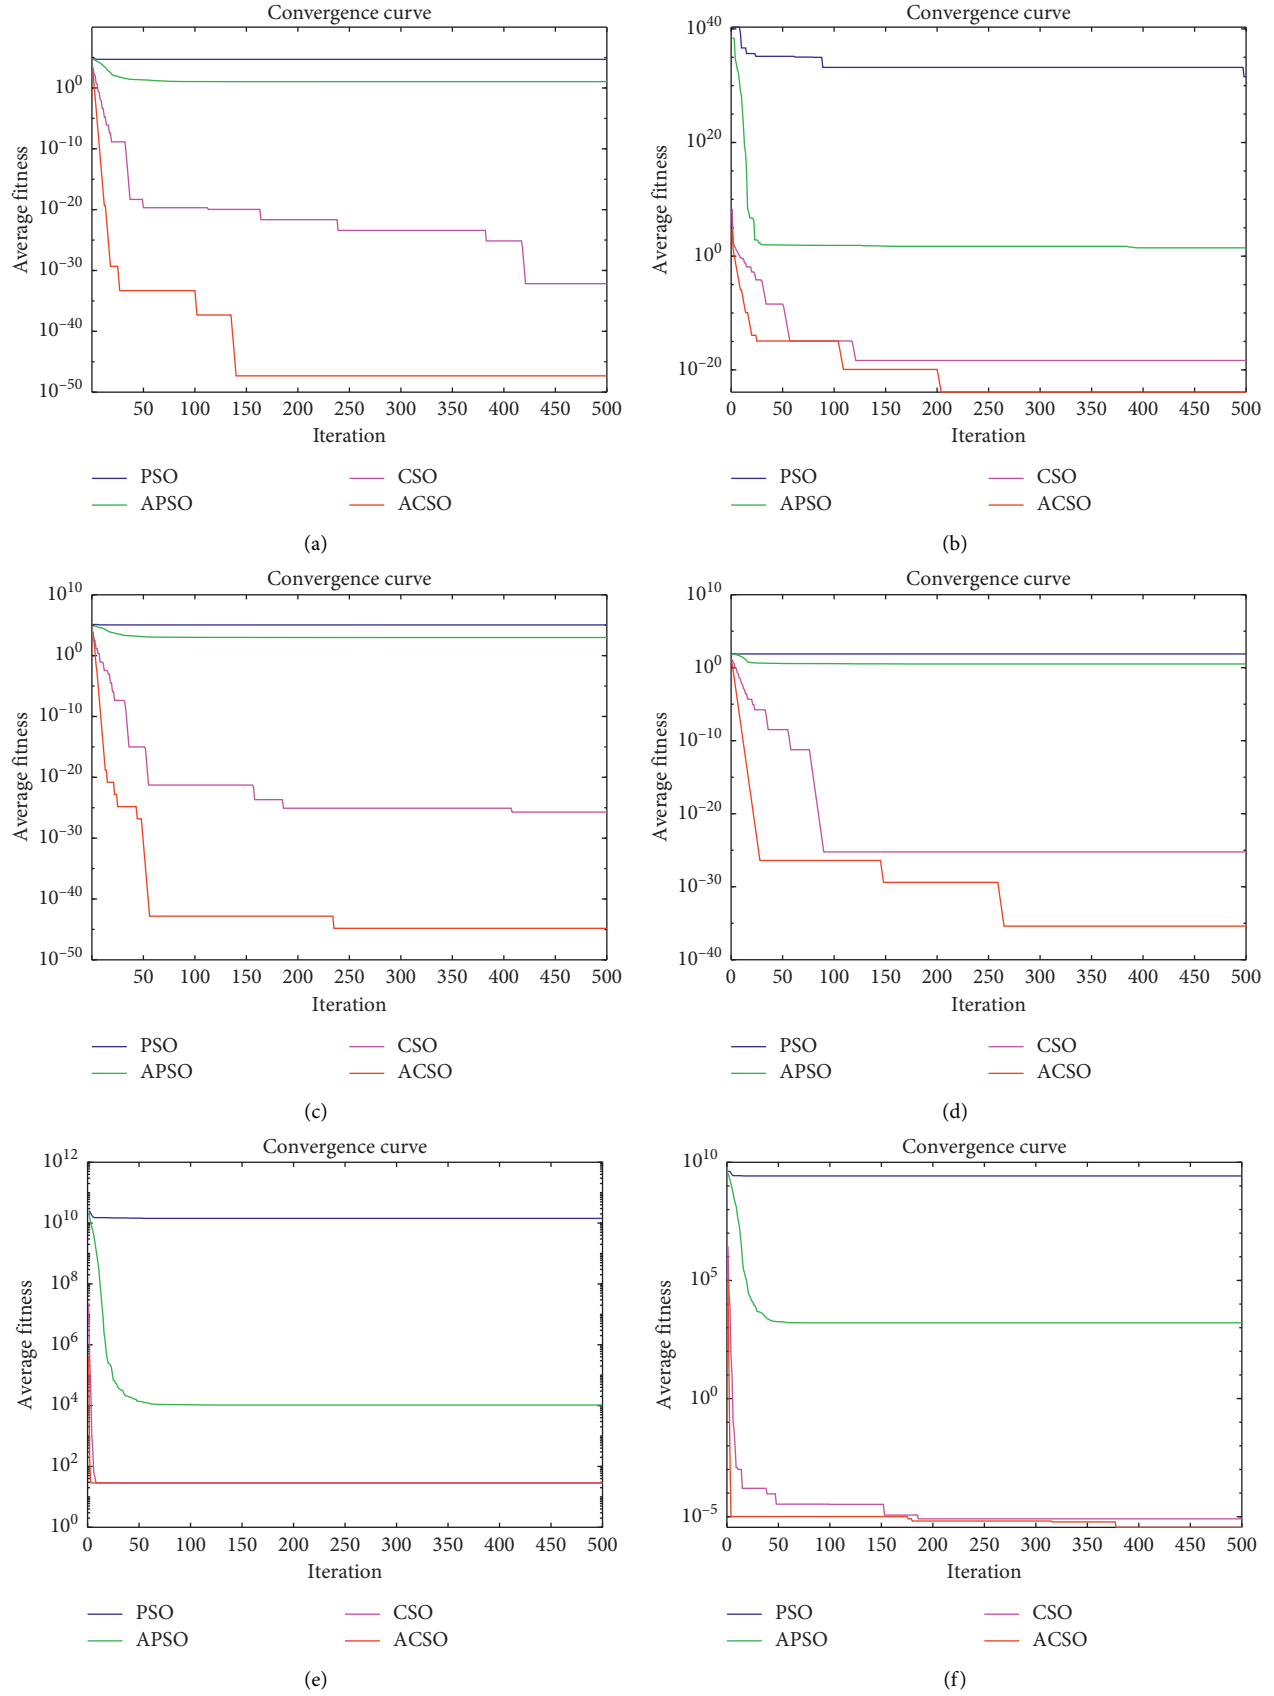 Convergence curve
10^0
10^−10
10^−20
10^−30
10^−40
10^−50
Average fitness
50 100 150 200 250 300 350 400 450 500
Iteration
PSO CSO
APSO ACSO
(a)
Convergence curve
10^40
10^20
10^0
10^−20
Average fitness
0 50 100 150 200 250 300 350 400 450 500
Iteration
PSO CSO
APSO ACSO
(b)
Convergence curve
10^10
10^0
10^−10
10^−20
10^−30
10^−40
10^−50
Average fitness
50 100 150 200 250 300 350 400 450 500
Iteration
PSO CSO
APSO ACSO
(c)
Convergence curve
10^10
10^0
10^−10
10^−20
10^−30
10^−40
Average fitness
0 50 100 150 200 250 300 350 400 450 500
Iteration
PSO CSO
APSO ACSO
(d)
Convergence curve
10^12
10^10
10^8
10^6
10^4
10^2
10^0
Average fitness
0 50 100 150 200 250 300 350 400 450 500
Iteration
PSO CSO
APSO ACSO
(e)
Convergence curve
10^10
10^5
10^0
10^−5
Average fitness
0 50 100 150 200 250 300 350 400 450 500
Iteration
PSO CSO
APSO ACSO
(f)